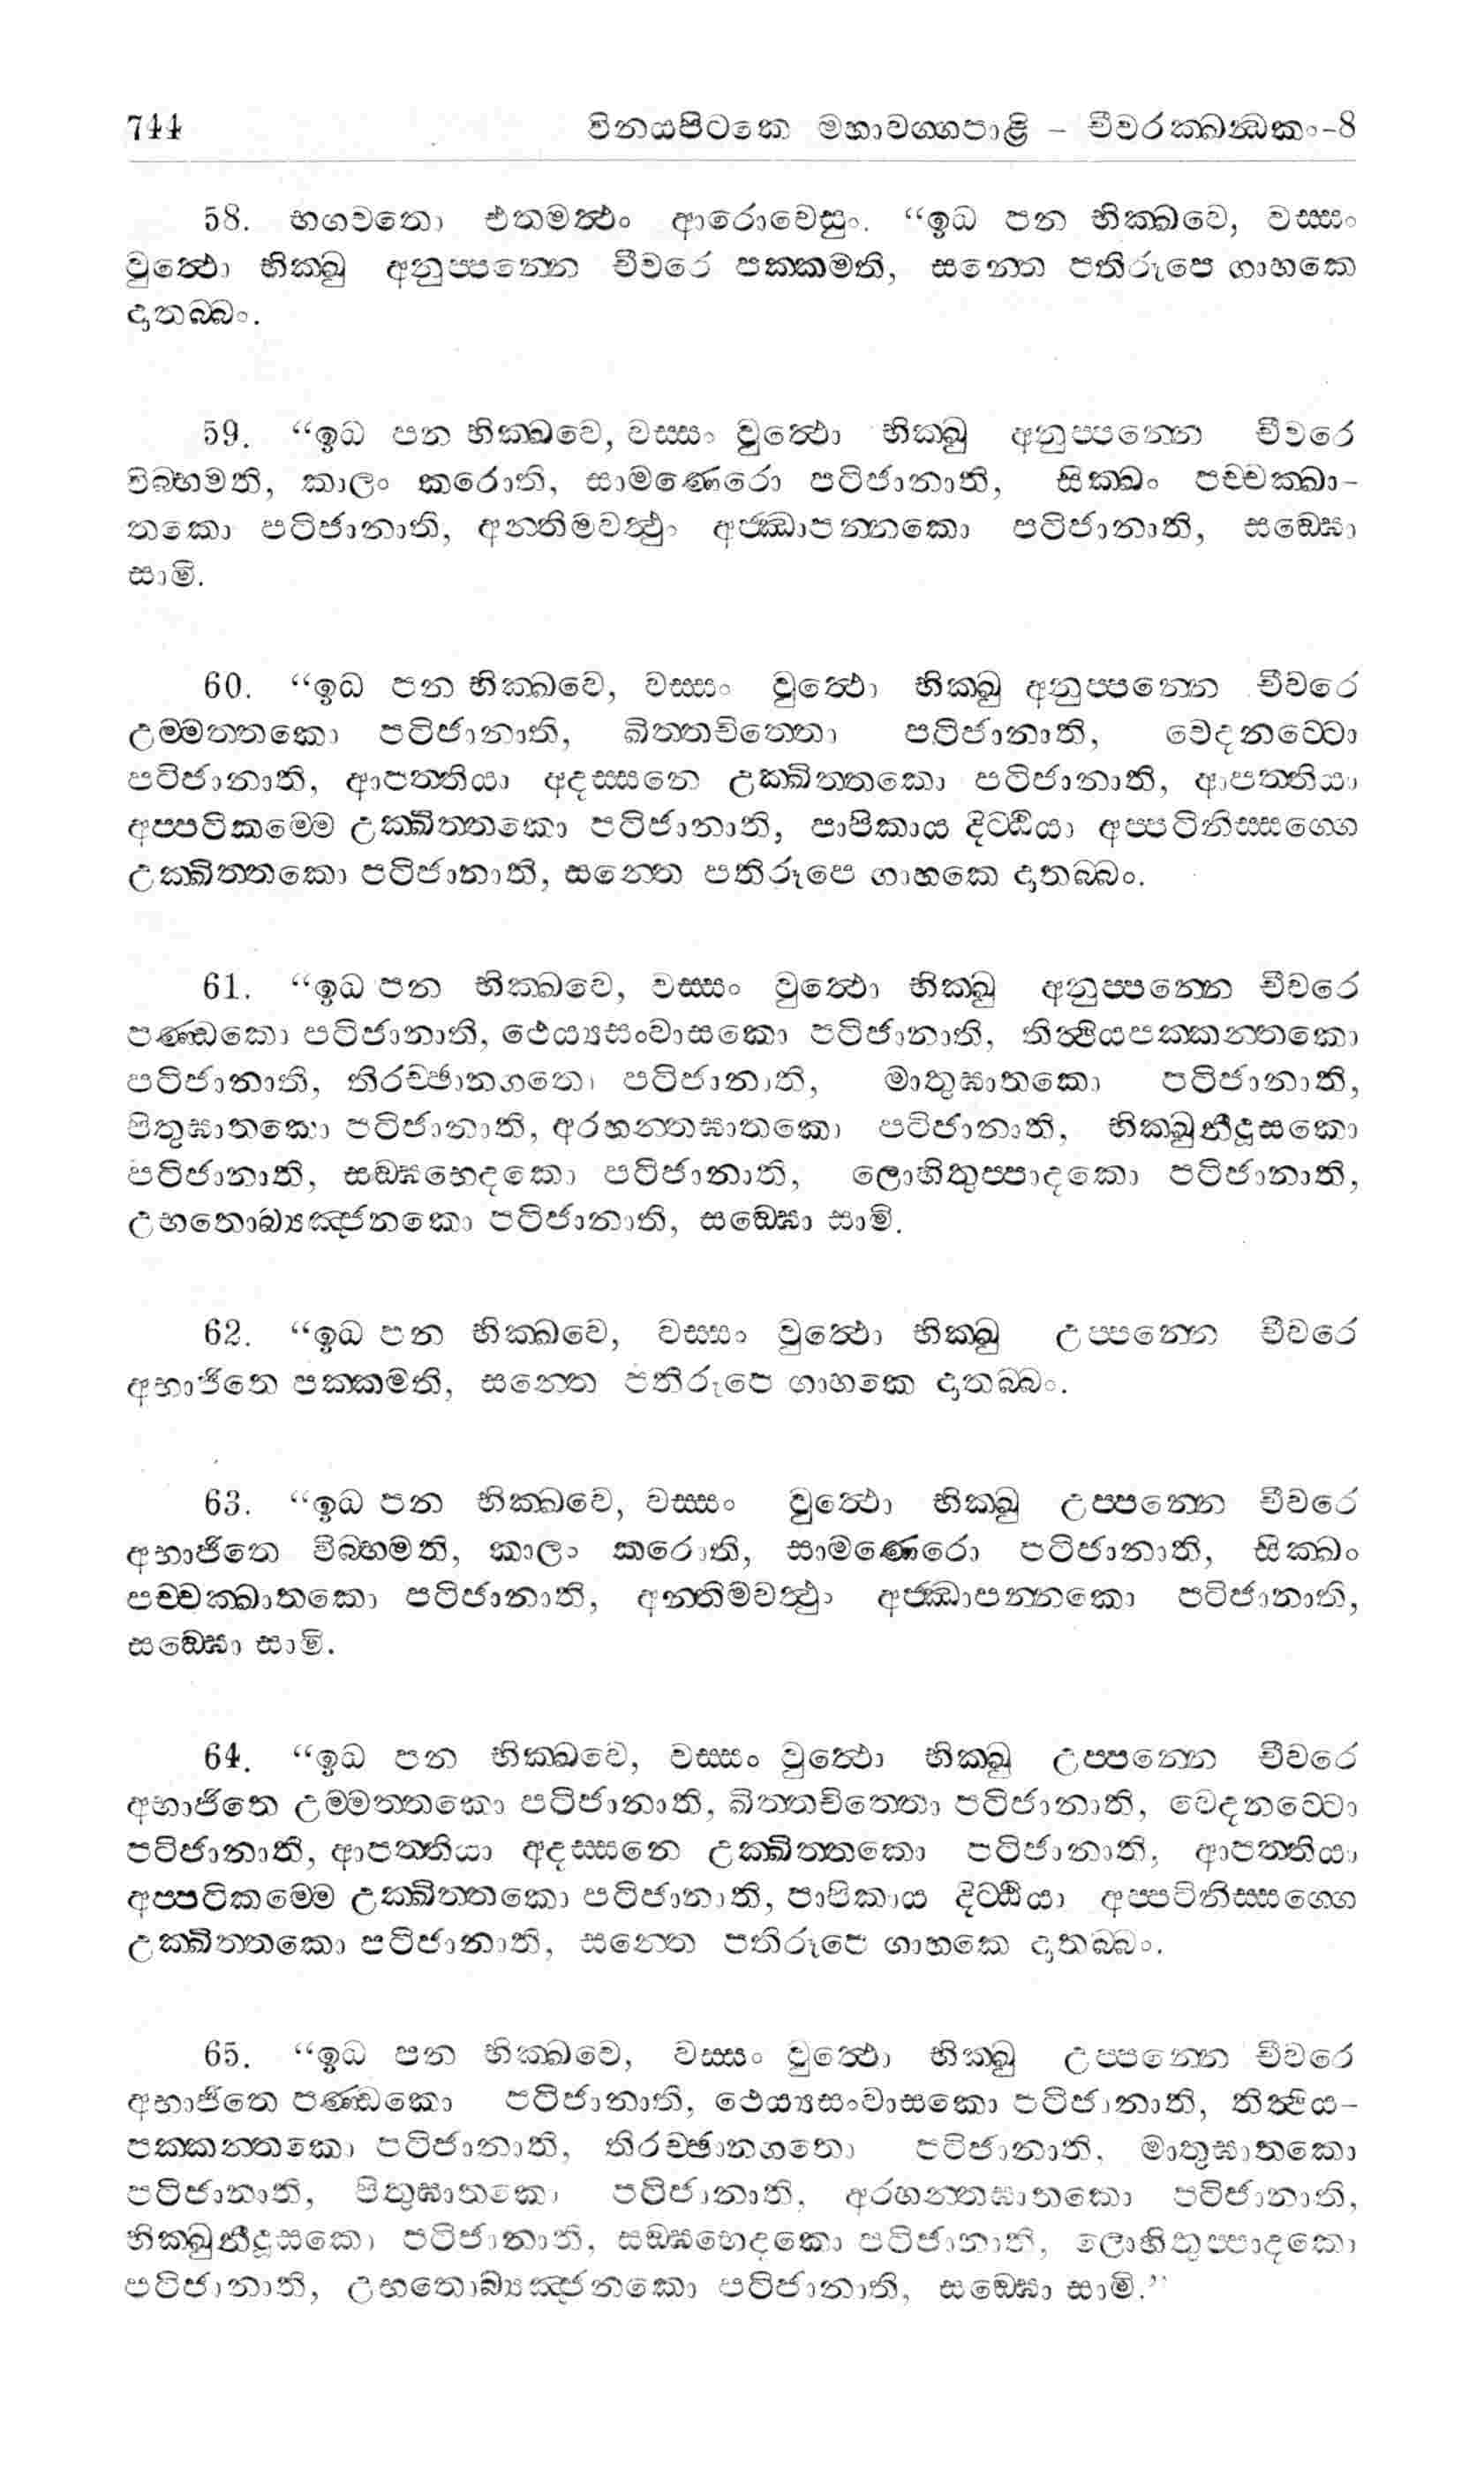 744 විනයපිටකෙ මහාවග්ගපාළි – චීවරක්ඛන්ධකං-8
58. භගවතො එතමත්ථං ආරොචෙසුං. “ඉධ පන භික්ඛවෙ, වස්සං
වුත්ථො භික්ඛු අනුප්පන්නෙ චීවරෙ පක්කමති, සන්තෙ පතිරූපෙ ගාහකෙ
දාතබ්බං.
59. “ඉධ පන භික්ඛවෙ, වස්සං වුත්ථො භික්ඛු අනුප්පන්නෙ චීවරෙ
විබ්භමති, කාලං කරොති, සාමණෙරො පටිජානාති, සික්ඛං පච්චක්ඛා-
තකො පටිජානාති, අන්තිමවත්ථුං අජ්ඣාපන්නකො පටිජානාති, සඞ්ඝො
සාමි.
60. “ඉධ පන භික්ඛවෙ, වස්සං වුත්ථො භික්ඛු අනුප්පන්නෙ චීවරෙ
උම්මත්තකො පටිජානාති, ඛිත්තචිත්තො පටිජානාති, වෙදනට්ටො
පටිජානාති, ආපත්තියා අදස්සනෙ උක්ඛිත්තකො පටිජානාති, ආපත්තියා
අප්පටිකම්මෙ උක්ඛිත්තකො පටිජානාති, පාපිකාය දිට්ඨියා අප්පටිනිස්සග්ගෙ
උක්ඛිත්තකො පටිජානාති, සන්තෙ පතිරූපෙ ගාහකෙ දාතබ්බං.
61. “ඉධ පන භික්ඛවෙ, වස්සං වුත්ථො භික්ඛු අනුප්පන්නෙ චීවරෙ
පණ්ඩකො පටිජානාති, ථෙය්‍යසංවාසකො පටිජානාති, තිත්ථියපක්කන්තකො
පටිජානාති, තිරච්ඡානගතො පටිජානාති, මාතුඝාතකො පටිජානාති,
පිතුඝාතකො පටිජානාති, අරහන්තඝාතකො පටිජානාති, භික්ඛුනීදූසකො
පටිජානාති, සඞ්ඝභෙදකො පටිජානාති, ලොහිතුප්පාදකො පටිජානාති,
උභතොබ්‍යඤ්ජනකො පටිජානාති, සඞ්ඝො සාමි.
62. “ඉධ පන භික්ඛවෙ, වස්සං වුත්ථො භික්ඛු උප්පන්නෙ චීවරෙ
අභාජිතෙ පක්කමති, සන්තෙ පතිරූපෙ ගාහකෙ දාතබ්බං.
63. “ඉධ පන භික්ඛවෙ, වස්සං වුත්ථො භික්ඛු උප්පන්නෙ චීවරෙ
අභාජිතෙ විබ්භමති, කාලං කරොති, සාමණෙරො පටිජානාති, සික්ඛං
පච්චක්ඛාතකො පටිජානාති, අන්තිමවත්ථුං අජ්ඣාපන්නකො පටිජානාති,
සඞ්ඝො සාමි.
64. “ඉධ පන භික්ඛවෙ, වස්සං වුත්ථො භික්ඛු උප්පන්නෙ චීවරෙ
අභාජිතෙ උම්මත්තකො පටිජානාති, ඛිත්තචිත්තො පටිජානාති, වෙදනට්ටො
පටිජානාති, ආපත්තියා අදස්සනෙ උක්ඛිත්තකො පටිජානාති, ආපත්තියා
අප්පටිකම්මෙ උක්ඛිත්තකො පටිජානාති, පාපිකාය දිට්ඨියා අප්පටිනිස්සග්ගෙ
උක්ඛිත්තකො පටිජානාති, සන්තෙ පතිරූපෙ ගාහකෙ දාතබ්බං.
65. “ඉධ පන භික්ඛවෙ, වස්සං වුත්ථො භික්ඛු උප්පන්නෙ චීවරෙ
අභාජිතෙ පණ්ඩකො පටිජානාති, ථෙය්‍යසංවාසකො පටිජානාති, තිත්ථිය-
පක්කන්තකො පටිජානාති, තිරච්ඡානගතො පටිජානාති, මාතුඝාතකො
පටිජානාති, පිතුඝාතකො පටිජානාති, අරහන්තඝාතකො පටිජානාති,
භික්ඛුනීදූසකො පටිජානාති, සඞ්ඝභෙදකො පටිජානාති, ලොහිතුප්පාදකො
පටිජානාති, උභතොබ්‍යඤ්ජනකො පටිජානාති, සඞ්ඝො සාමි.”